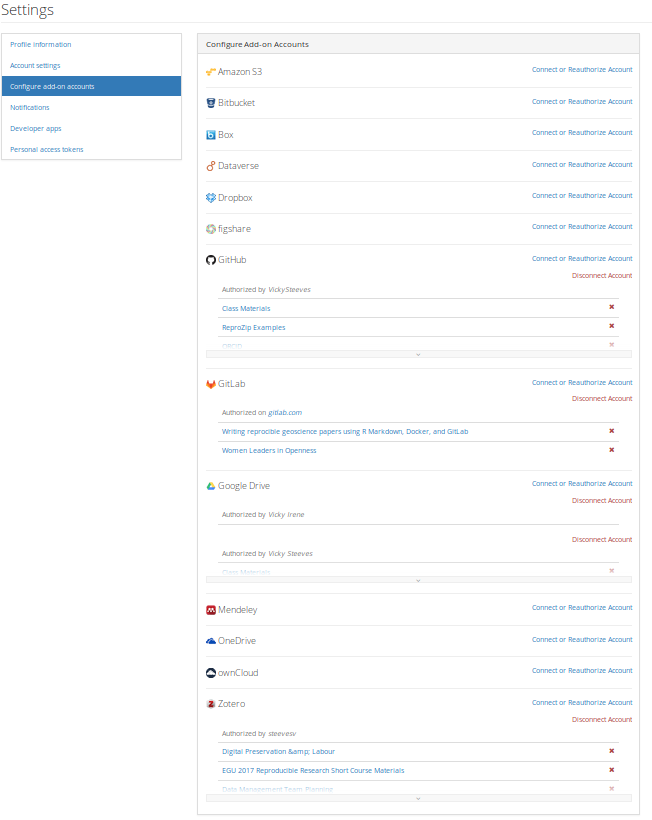 Settings
Profile information
Account settings
Configure add-on accounts
Notifications
Developer apps
Personal access tokens
Configure Add-on Accounts
Amazon S3 Connect or Reauthorize Account
Bitbucket Connect or Reauthorize Account
Box Connect or Reauthorize Account
Dataverse Connect or Reauthorize Account
Dropbox Connect or Reauthorize Account
figshare Connect or Reauthorize Account
GitHub Connect or Reauthorize Account
Disconnect Account
Authorized by VickySteeves
Class Materials
ReproZip Examples
GitLab Connect or Reauthorize Account
Disconnect Account
Authorized on gitlab.com
Writing reprocible geoscience papers using R Markdown, Docker, and GitLab
Women Leaders in Openness
Google Drive Connect or Reauthorize Account
Disconnect Account
Authorized by Vicky Irene
Disconnect Account
Authorized by Vicky Steeves
Class Materials
Mendeley Connect or Reauthorize Account
OneDrive Connect or Reauthorize Account
ownCloud Connect or Reauthorize Account
Zotero Connect or Reauthorize Account
Disconnect Account
Authorized by steevesv
Digital Preservation &amp; Labour
EGU 2017 Reproducible Research Short Course Materials
Data Management Team Planning